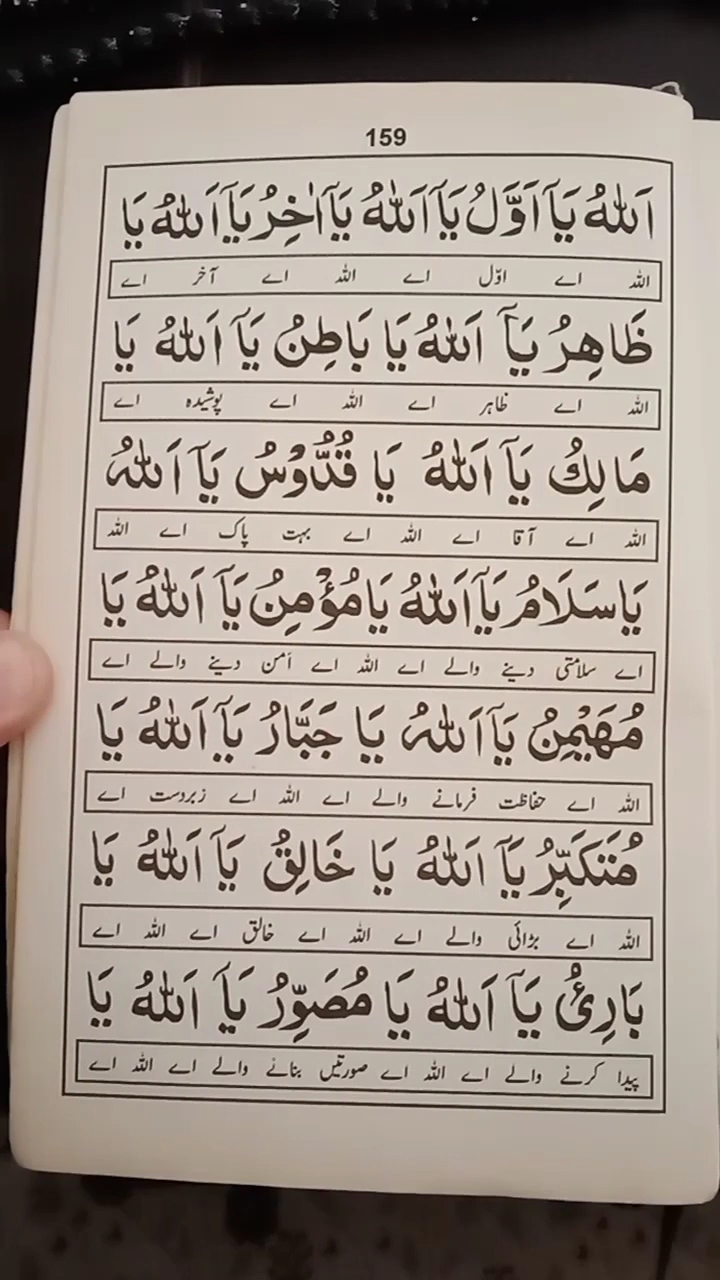 159
اَللّٰهُ يَاۤ اَوَّلُ يَاۤ اَللّٰهُ يَاۤ اٰخِرُ يَاۤ اَللّٰهُ يَا
اللہ اے اوّل اے اللہ اے آخر اے
ظَاهِرُ يَاۤ اَللّٰهُ يَا بَاطِنُ يَاۤ اَللّٰهُ يَا
اللہ اے ظاہر اے اللہ اے پوشیدہ اے
مَالِكُ يَاۤ اَللّٰهُ يَا قُدُّوْسُ يَاۤ اَللّٰهُ
اللہ اے آقا اے اللہ اے بہت پاک اے اللہ
يَا سَلَامُ يَاۤ اَللّٰهُ يَا مُؤْمِنُ يَاۤ اَللّٰهُ يَا
اے سلامتی دینے والے اے اللہ اے امن دینے والے اے
مُهَيْمِنُ يَاۤ اَللّٰهُ يَا جَبَّارُ يَاۤ اَللّٰهُ يَا
اللہ اے حفاظت فرمانے والے اے اللہ اے زبردست اے
مُتَكَبِّرُ يَاۤ اَللّٰهُ يَا خَالِقُ يَاۤ اَللّٰهُ يَا
اللہ اے بڑائی والے اے اللہ اے خالق اے اللہ اے
بَارِئُ يَاۤ اَللّٰهُ يَا مُصَوِّرُ يَاۤ اَللّٰهُ يَا
پیدا کرنے والے اے اللہ اے صورتیں بنانے والے اے اللہ اے